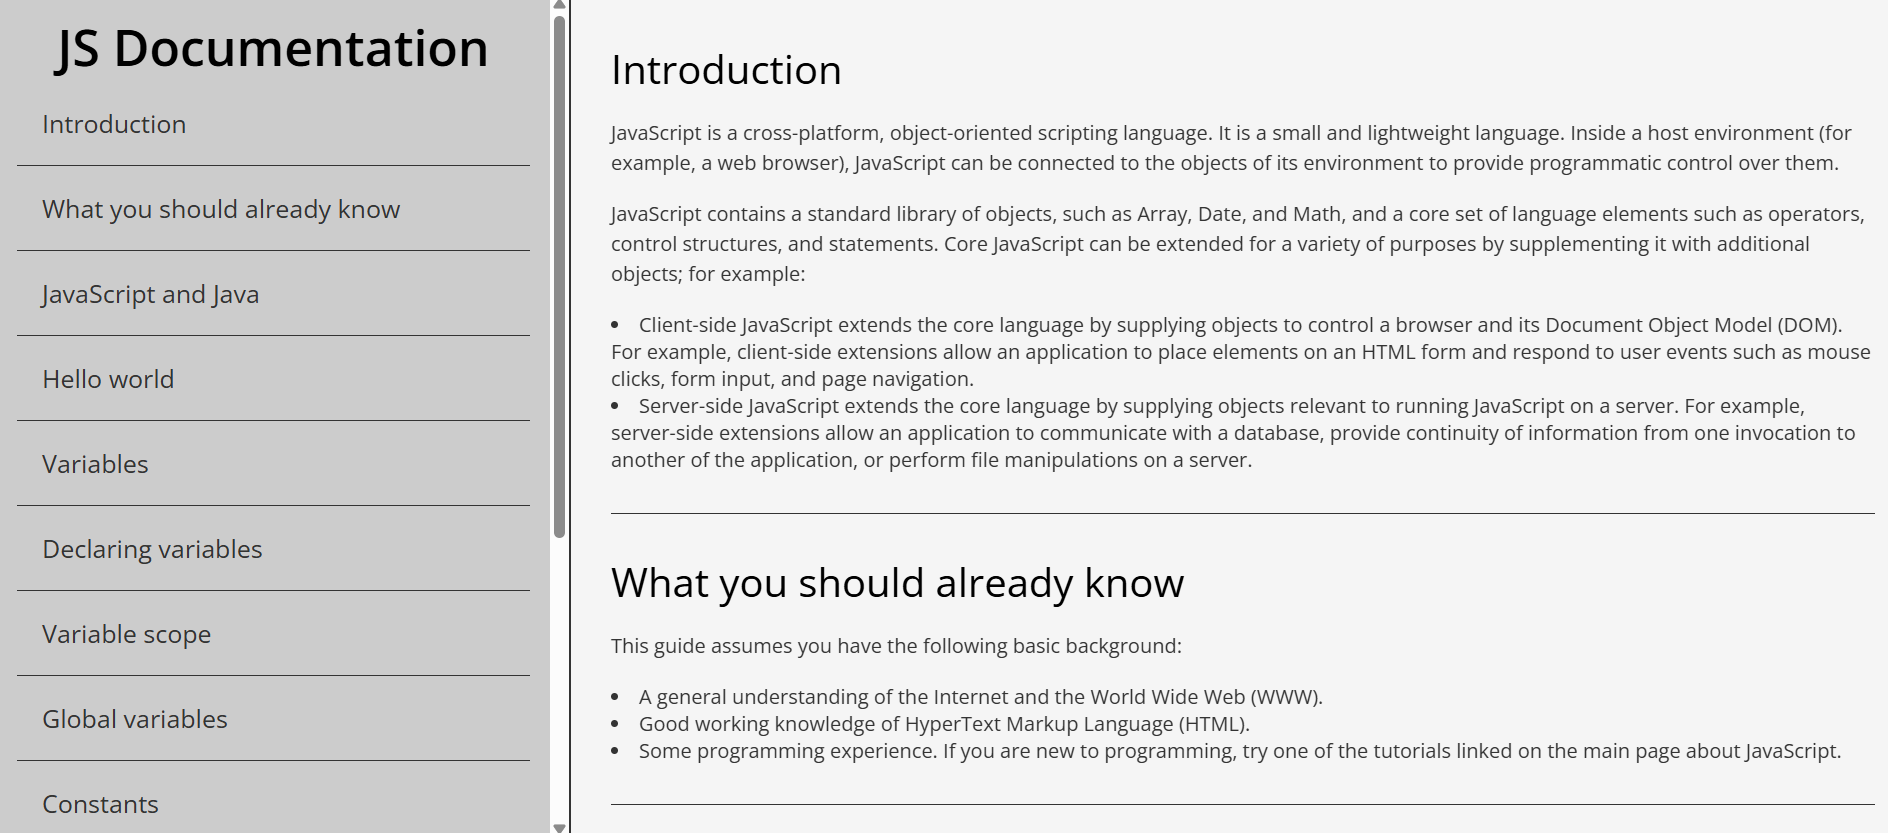 JS Documentation
Introduction
What you should already know
JavaScript and Java
Hello world
Variables
Declaring variables
Variable scope
Global variables
Constants
Introduction
JavaScript is a cross-platform, object-oriented scripting language. It is a small and lightweight language. Inside a host environment (for
example, a web browser), JavaScript can be connected to the objects of its environment to provide programmatic control over them.
JavaScript contains a standard library of objects, such as Array, Date, and Math, and a core set of language elements such as operators,
control structures, and statements. Core JavaScript can be extended for a variety of purposes by supplementing it with additional
objects; for example:
• Client-side JavaScript extends the core language by supplying objects to control a browser and its Document Object Model (DOM).
For example, client-side extensions allow an application to place elements on an HTML form and respond to user events such as mouse
clicks, form input, and page navigation.
• Server-side JavaScript extends the core language by supplying objects relevant to running JavaScript on a server. For example,
server-side extensions allow an application to communicate with a database, provide continuity of information from one invocation to
another of the application, or perform file manipulations on a server.
What you should already know
This guide assumes you have the following basic background:
• A general understanding of the Internet and the World Wide Web (WWW).
• Good working knowledge of HyperText Markup Language (HTML).
• Some programming experience. If you are new to programming, try one of the tutorials linked on the main page about JavaScript.